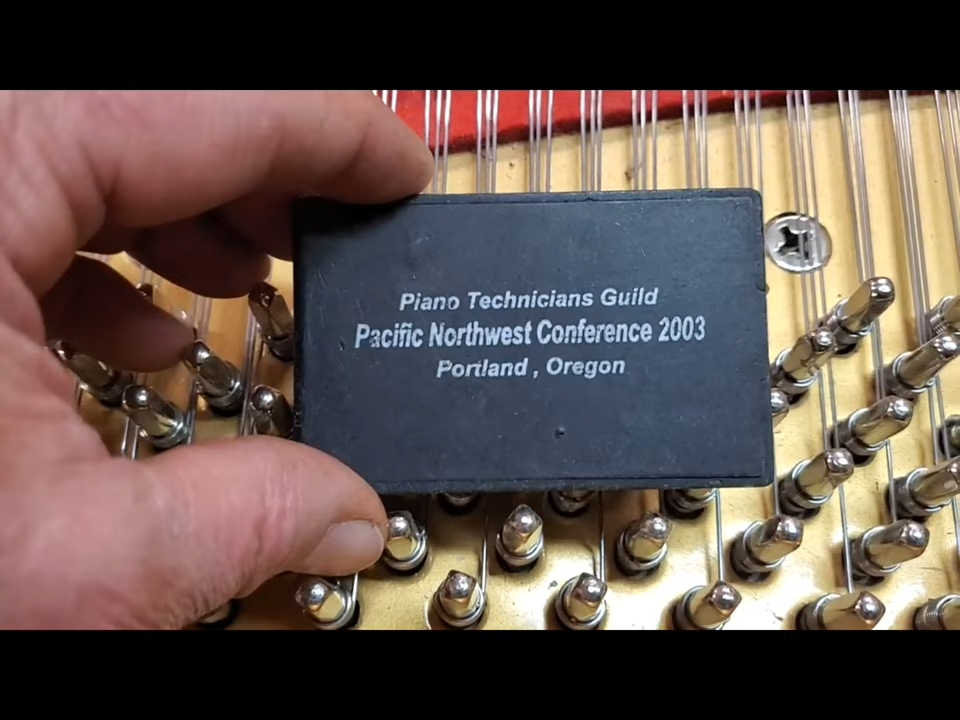 Piano Technicians Guild
Pacific Northwest Conference 2003
Portland , Oregon